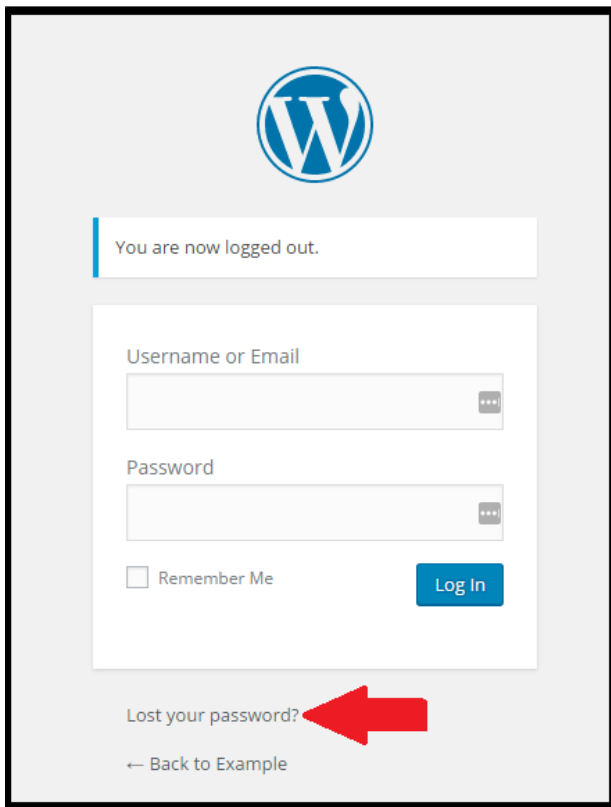 You are now logged out.
Username or Email
Password
Remember Me
Log In
Lost your password?
← Back to Example